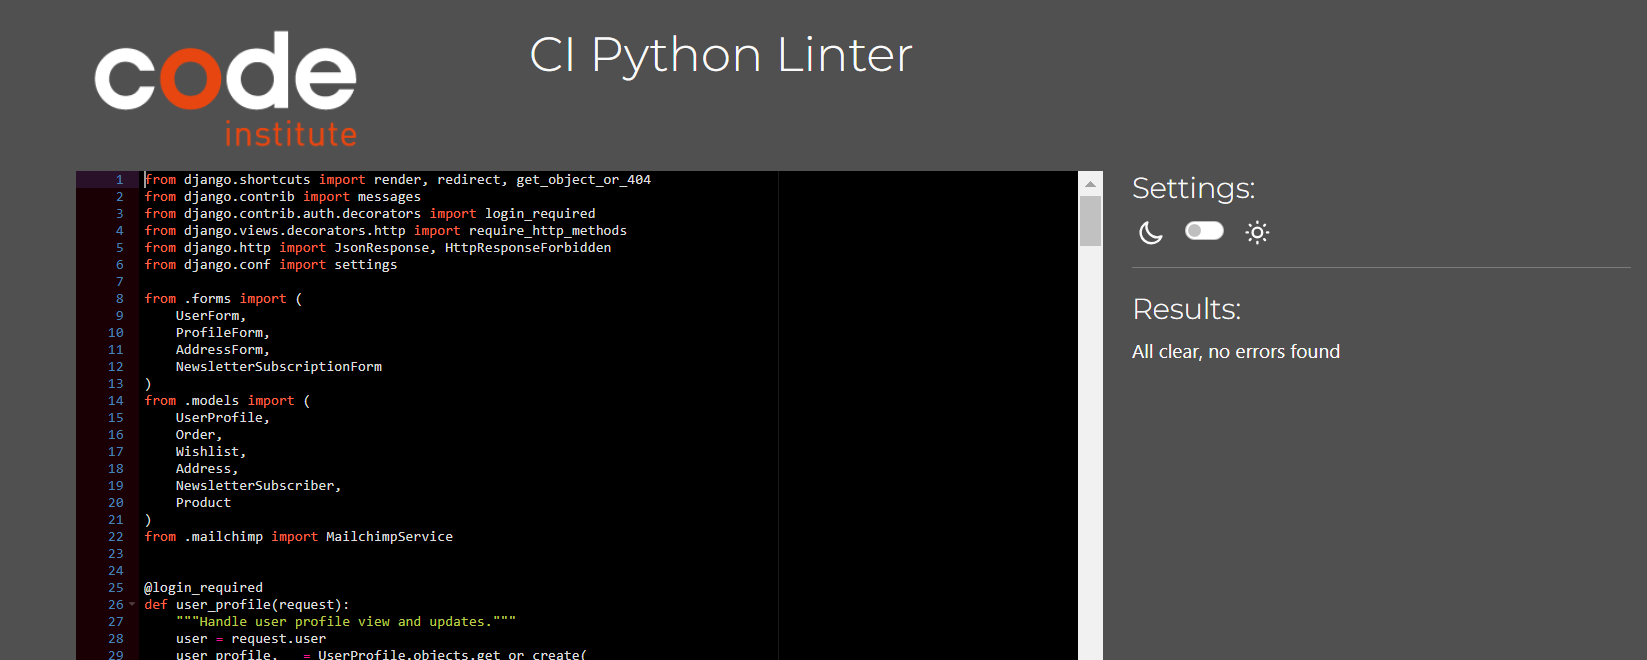 code
institute
CI Python Linter
1 from django.shortcuts import render, redirect, get_object_or_404
2 from django.contrib import messages
3 from django.contrib.auth.decorators import login_required
4 from django.views.decorators.http import require_http_methods
5 from django.http import JsonResponse, HttpResponseForbidden
6 from django.conf import settings
7
8 from .forms import (
9     UserForm,
10     ProfileForm,
11     AddressForm,
12     NewsletterSubscriptionForm
13 )
14 from .models import (
15     UserProfile,
16     Order,
17     Wishlist,
18     Address,
19     NewsletterSubscriber,
20     Product
21 )
22 from .mailchimp import MailchimpService
23
24
25 @login_required
26 def user_profile(request):
27     """Handle user profile view and updates."""
28     user = request.user
29     user_profile, _ = UserProfile.objects.get_or_create(
Settings:
Results:
All clear, no errors found